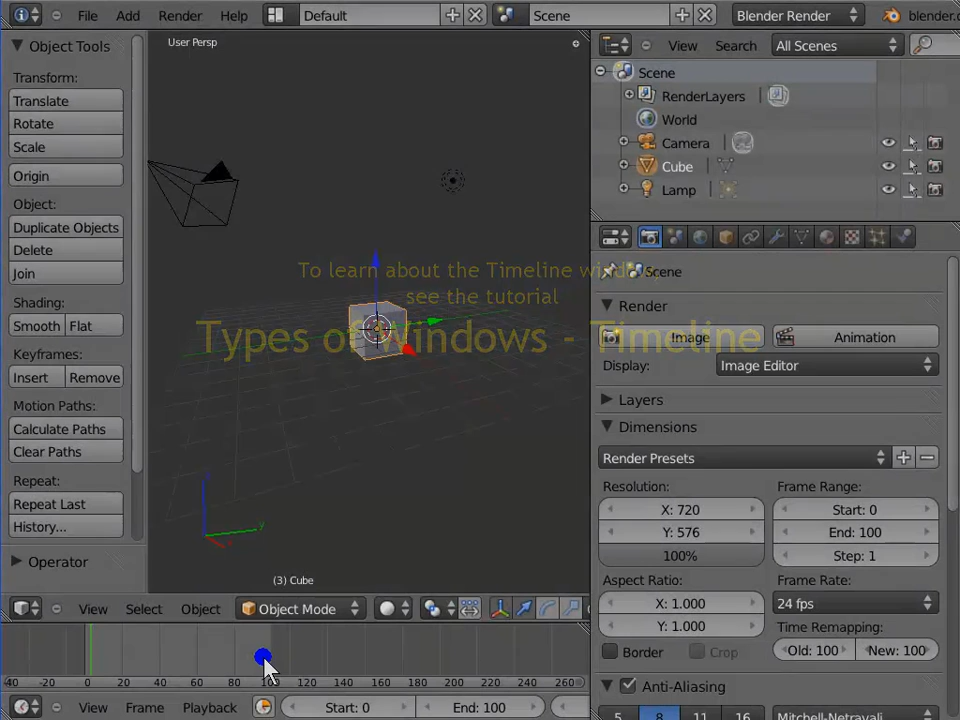 File Add Render Help Default Scene Blender Render blender.
Object Tools
Transform:
Translate
Rotate
Scale
Origin
Object:
Duplicate Objects
Delete
Join
Shading:
Smooth Flat
Keyframes:
Insert Remove
Motion Paths:
Calculate Paths
Clear Paths
Repeat:
Repeat Last
History...
Operator
User Persp
To learn about the Timeline window
see the tutorial
Types of Windows - Timeline
(3) Cube
View Select Object Object Mode
-40 -20 0 20 40 60 80 100 120 140 160 180 200 220 240 260
View Frame Playback Start: 0 End: 100
View Search All Scenes
Scene
RenderLayers
World
Camera
Cube
Lamp
Scene
Render
Image Animation
Display: Image Editor
Layers
Dimensions
Render Presets
Resolution: Frame Range:
X: 720 Start: 0
Y: 576 End: 100
100% Step: 1
Aspect Ratio: Frame Rate:
X: 1.000 24 fps
Y: 1.000 Time Remapping:
Border Crop Old: 100 New: 100
Anti-Aliasing
5 8 11 16 Mitchell-Netravali